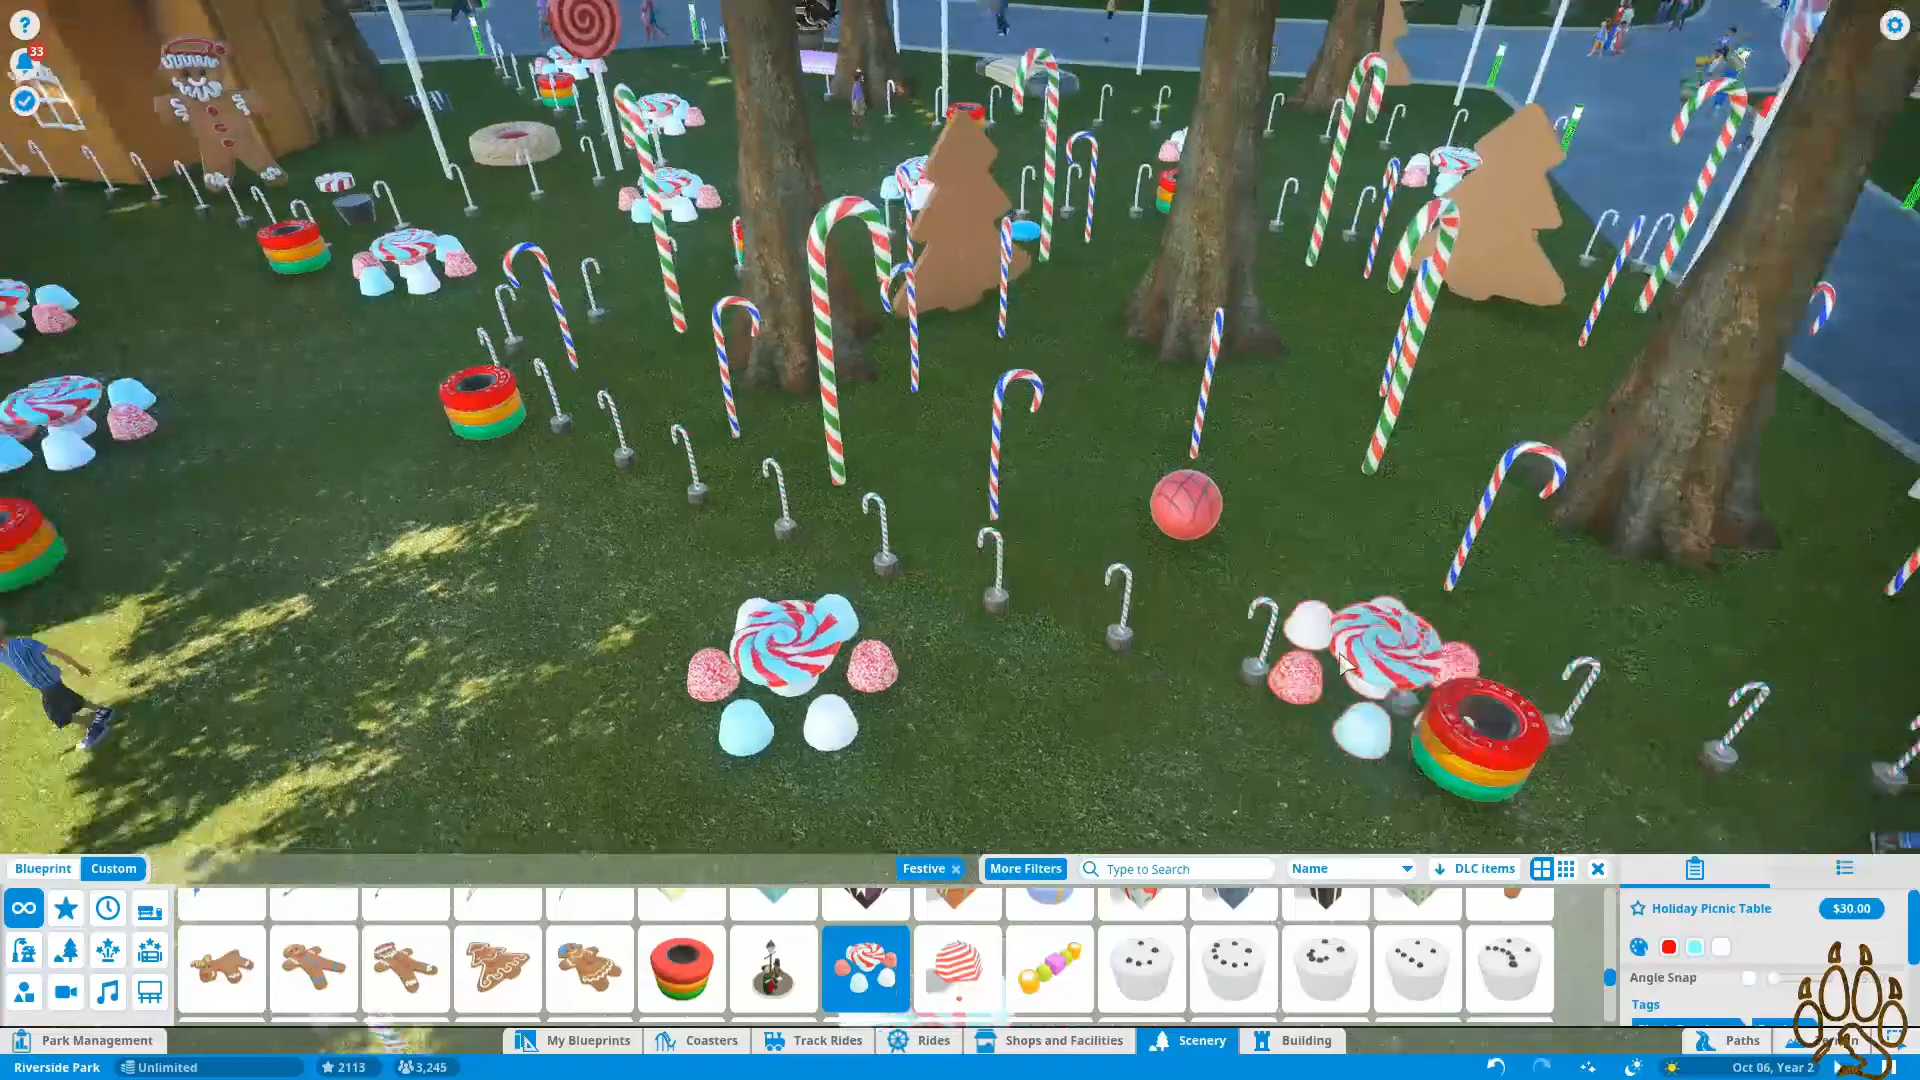 ?
33
Blueprint
Custom
Festive
More Filters
Type to Search
Name
DLC items
Holiday Picnic Table
$30.00
Angle Snap
Tags
Park Management
My Blueprints
Coasters
Track Rides
Rides
Shops and Facilities
Scenery
Building
Paths
Riverside Park
Unlimited
2113
3,245
Oct 06, Year 2